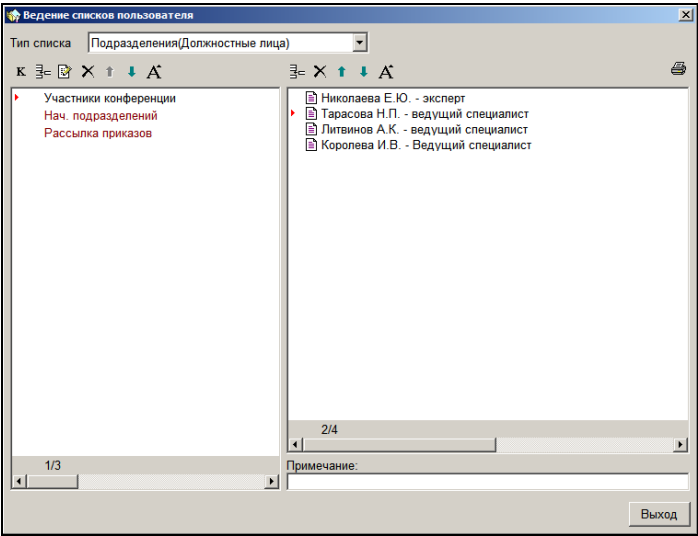 Ведение списков пользователя
Тип списка Подразделения(Должностные лица)
К А А
Участники конференции
Нач. подразделений
Рассылка приказов
Николаева Е.Ю. - эксперт
Тарасова Н.П. - ведущий специалист
Литвинов А.К. - ведущий специалист
Королева И.В. - Ведущий специалист
2/4
1/3
Примечание:
Выход